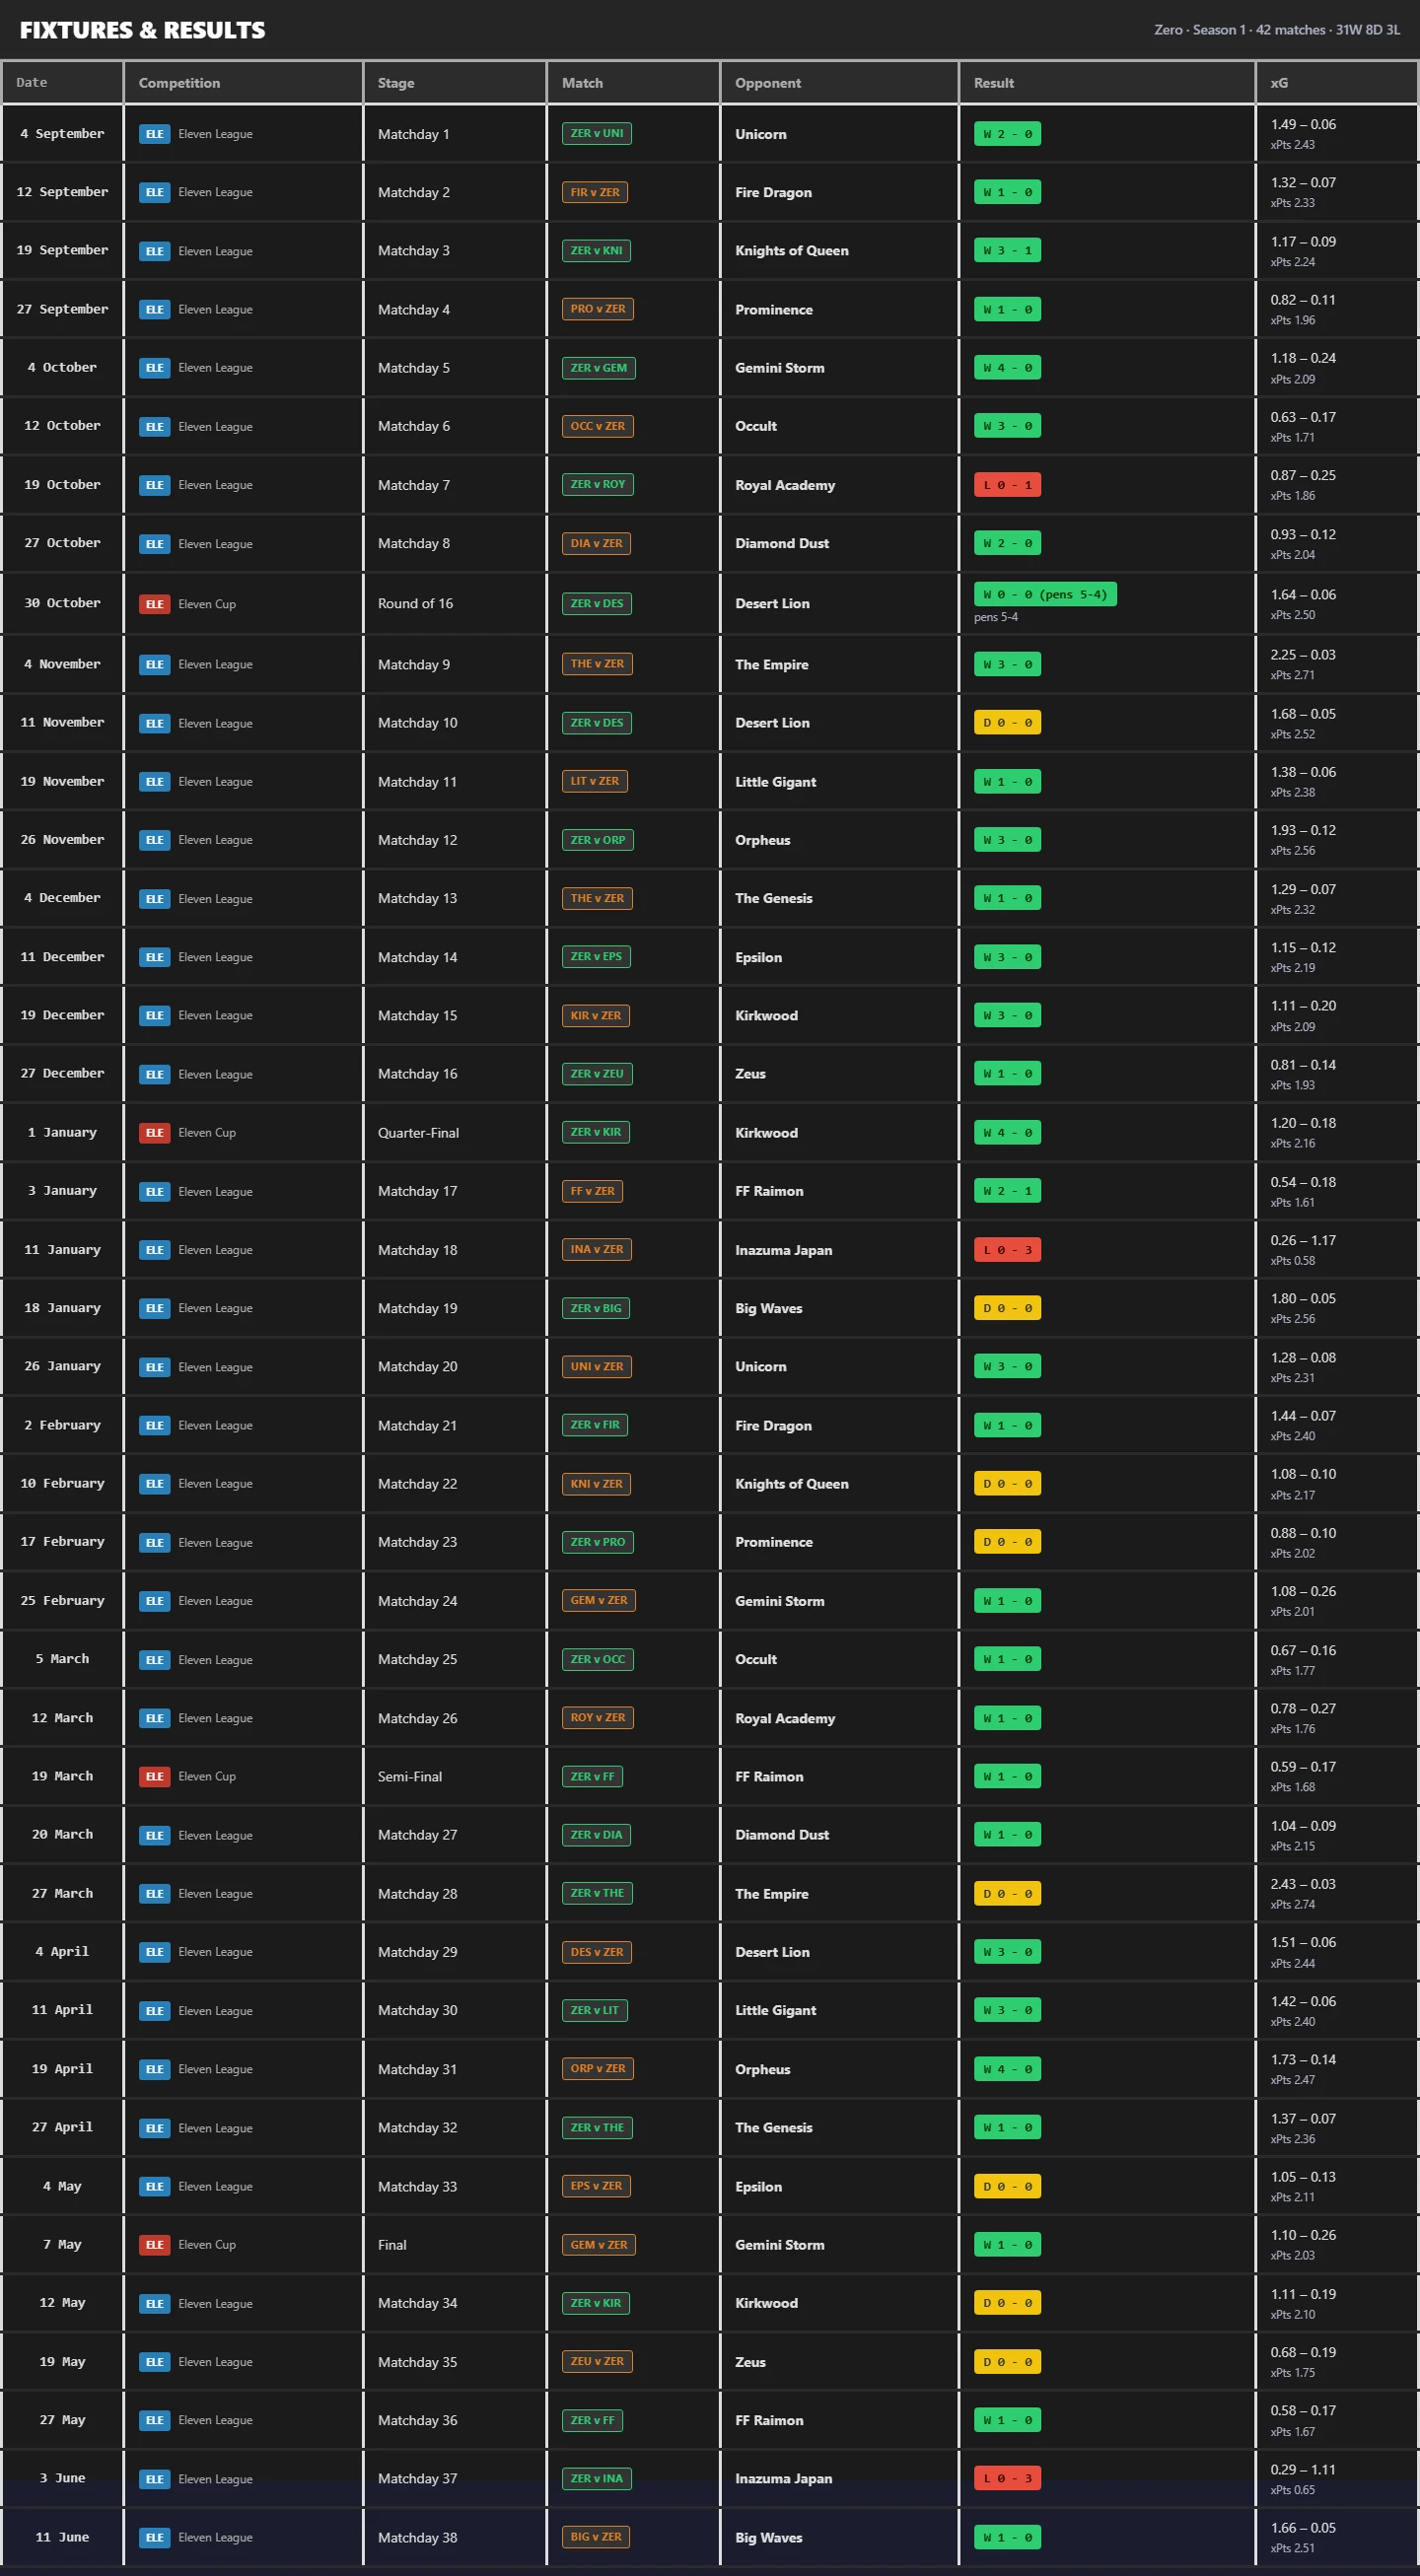 FIXTURES & RESULTS
Zero · Season 1 · 42 matches · 31W 8D 3L
Date Competition Stage Match Opponent Result xG
4 September ELE Eleven League Matchday 1 ZER v UNI Unicorn W 2 - 0 1.49 – 0.06
xPts 2.43
12 September ELE Eleven League Matchday 2 FIR v ZER Fire Dragon W 1 - 0 1.32 – 0.07
xPts 2.33
19 September ELE Eleven League Matchday 3 ZER v KNI Knights of Queen W 3 - 1 1.17 – 0.09
xPts 2.24
27 September ELE Eleven League Matchday 4 PRO v ZER Prominence W 1 - 0 0.82 – 0.11
xPts 1.96
4 October ELE Eleven League Matchday 5 ZER v GEM Gemini Storm W 4 - 0 1.18 – 0.24
xPts 2.09
12 October ELE Eleven League Matchday 6 OCC v ZER Occult W 3 - 0 0.63 – 0.17
xPts 1.71
19 October ELE Eleven League Matchday 7 ZER v ROY Royal Academy L 0 - 1 0.87 – 0.25
xPts 1.86
27 October ELE Eleven League Matchday 8 DIA v ZER Diamond Dust W 2 - 0 0.93 – 0.12
xPts 2.04
30 October ELE Eleven Cup Round of 16 ZER v DES Desert Lion W 0 - 0 (pens 5-4) 1.64 – 0.06
pens 5-4 xPts 2.50
4 November ELE Eleven League Matchday 9 THE v ZER The Empire W 3 - 0 2.25 – 0.03
xPts 2.71
11 November ELE Eleven League Matchday 10 ZER v DES Desert Lion D 0 - 0 1.68 – 0.05
xPts 2.52
19 November ELE Eleven League Matchday 11 LIT v ZER Little Gigant W 1 - 0 1.38 – 0.06
xPts 2.38
26 November ELE Eleven League Matchday 12 ZER v ORP Orpheus W 3 - 0 1.93 – 0.12
xPts 2.56
4 December ELE Eleven League Matchday 13 THE v ZER The Genesis W 1 - 0 1.29 – 0.07
xPts 2.32
11 December ELE Eleven League Matchday 14 ZER v EPS Epsilon W 3 - 0 1.15 – 0.12
xPts 2.19
19 December ELE Eleven League Matchday 15 KIR v ZER Kirkwood W 3 - 0 1.11 – 0.20
xPts 2.09
27 December ELE Eleven League Matchday 16 ZER v ZEU Zeus W 1 - 0 0.81 – 0.14
xPts 1.93
1 January ELE Eleven Cup Quarter-Final ZER v KIR Kirkwood W 4 - 0 1.20 – 0.18
xPts 2.16
3 January ELE Eleven League Matchday 17 FF v ZER FF Raimon W 2 - 1 0.54 – 0.18
xPts 1.61
11 January ELE Eleven League Matchday 18 INA v ZER Inazuma Japan L 0 - 3 0.26 – 1.17
xPts 0.58
18 January ELE Eleven League Matchday 19 ZER v BIG Big Waves D 0 - 0 1.80 – 0.05
xPts 2.56
26 January ELE Eleven League Matchday 20 UNI v ZER Unicorn W 3 - 0 1.28 – 0.08
xPts 2.31
2 February ELE Eleven League Matchday 21 ZER v FIR Fire Dragon W 1 - 0 1.44 – 0.07
xPts 2.40
10 February ELE Eleven League Matchday 22 KNI v ZER Knights of Queen D 0 - 0 1.08 – 0.10
xPts 2.17
17 February ELE Eleven League Matchday 23 ZER v PRO Prominence D 0 - 0 0.88 – 0.10
xPts 2.02
25 February ELE Eleven League Matchday 24 GEM v ZER Gemini Storm W 1 - 0 1.08 – 0.26
xPts 2.01
5 March ELE Eleven League Matchday 25 ZER v OCC Occult W 1 - 0 0.67 – 0.16
xPts 1.77
12 March ELE Eleven League Matchday 26 ROY v ZER Royal Academy W 1 - 0 0.78 – 0.27
xPts 1.76
19 March ELE Eleven Cup Semi-Final ZER v FF FF Raimon W 1 - 0 0.59 – 0.17
xPts 1.68
20 March ELE Eleven League Matchday 27 ZER v DIA Diamond Dust W 1 - 0 1.04 – 0.09
xPts 2.15
27 March ELE Eleven League Matchday 28 ZER v THE The Empire D 0 - 0 2.43 – 0.03
xPts 2.74
4 April ELE Eleven League Matchday 29 DES v ZER Desert Lion W 3 - 0 1.51 – 0.06
xPts 2.44
11 April ELE Eleven League Matchday 30 ZER v LIT Little Gigant W 3 - 0 1.42 – 0.06
xPts 2.40
19 April ELE Eleven League Matchday 31 ORP v ZER Orpheus W 4 - 0 1.73 – 0.14
xPts 2.47
27 April ELE Eleven League Matchday 32 ZER v THE The Genesis W 1 - 0 1.37 – 0.07
xPts 2.36
4 May ELE Eleven League Matchday 33 EPS v ZER Epsilon D 0 - 0 1.05 – 0.13
xPts 2.11
7 May ELE Eleven Cup Final GEM v ZER Gemini Storm W 1 - 0 1.10 – 0.26
xPts 2.03
12 May ELE Eleven League Matchday 34 ZER v KIR Kirkwood D 0 - 0 1.11 – 0.19
xPts 2.10
19 May ELE Eleven League Matchday 35 ZEU v ZER Zeus D 0 - 0 0.68 – 0.19
xPts 1.75
27 May ELE Eleven League Matchday 36 ZER v FF FF Raimon W 1 - 0 0.58 – 0.17
xPts 1.67
3 June ELE Eleven League Matchday 37 ZER v INA Inazuma Japan L 0 - 3 0.29 – 1.11
xPts 0.65
11 June ELE Eleven League Matchday 38 BIG v ZER Big Waves W 1 - 0 1.66 – 0.05
xPts 2.51